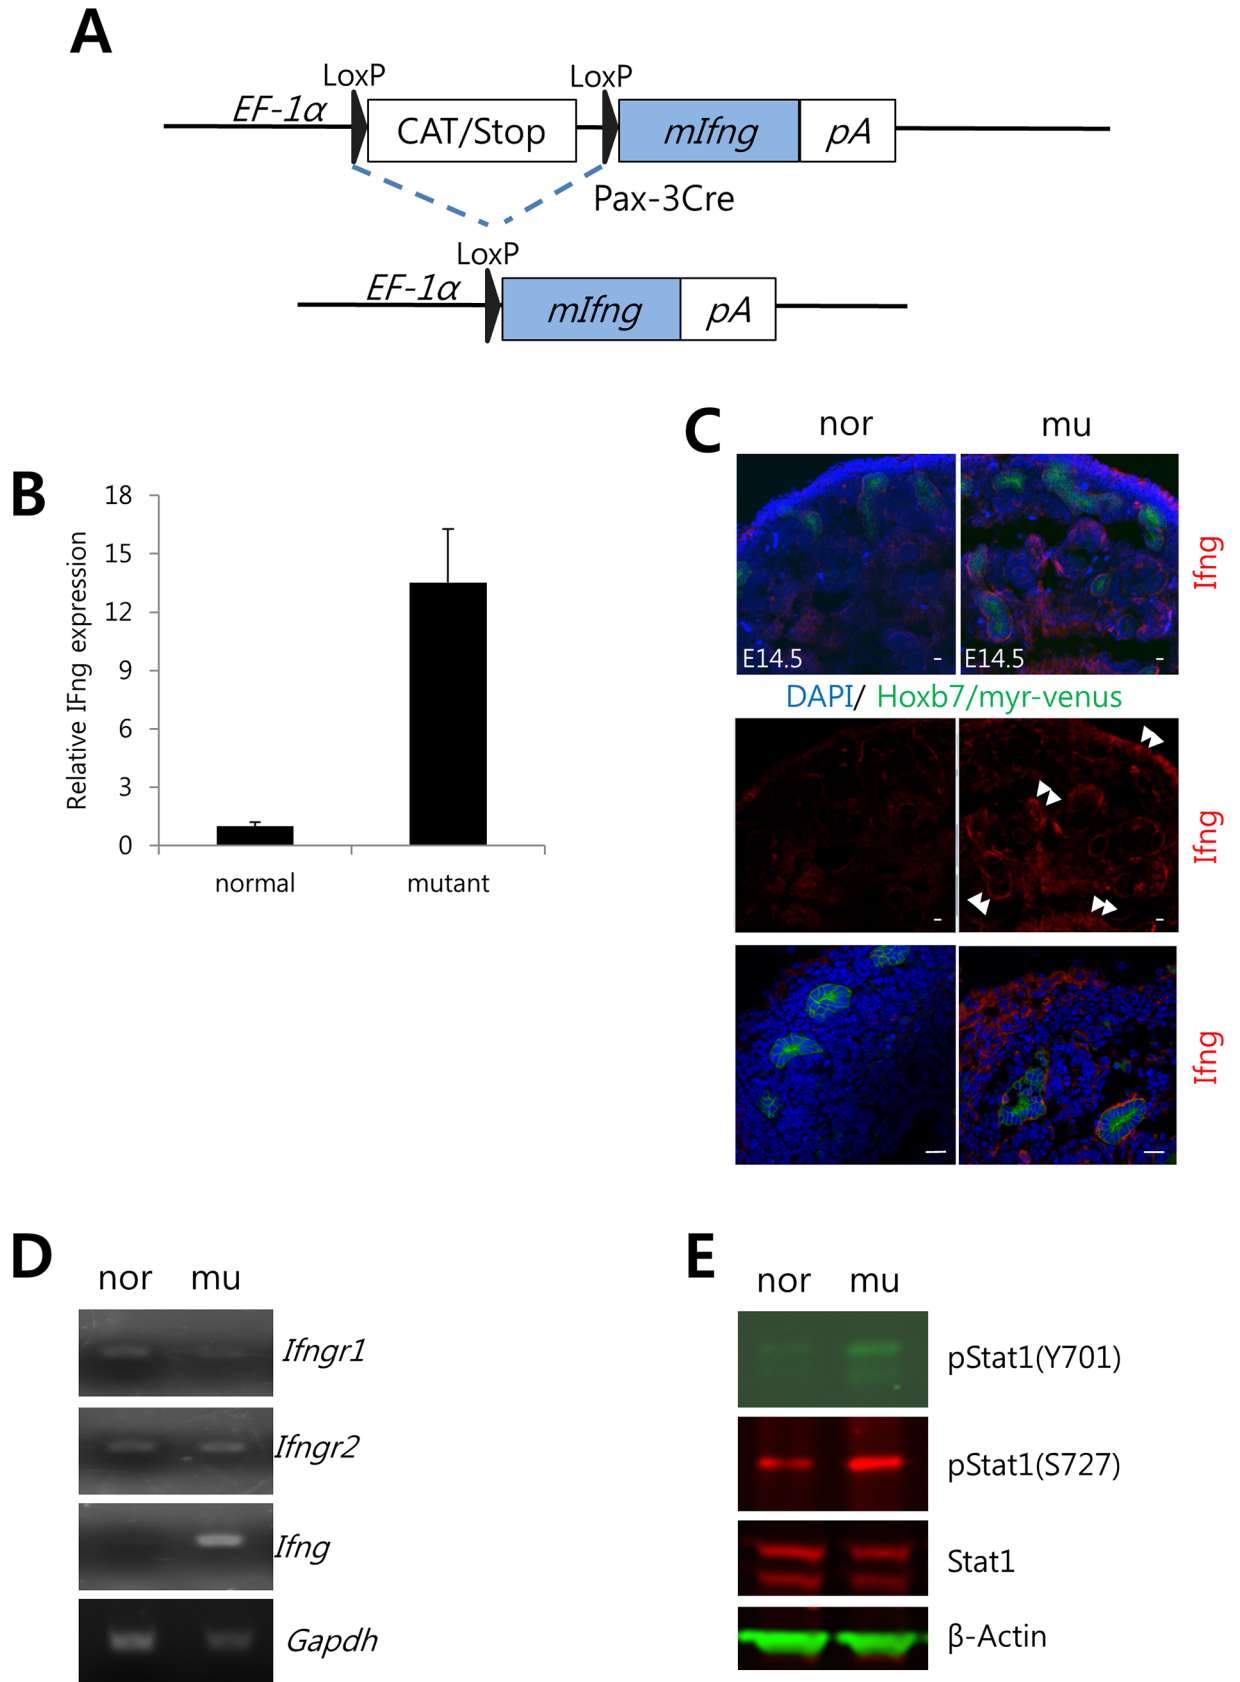 A
LoxP LoxP
EF-1α CAT/Stop mIfng pA
Pax-3Cre
LoxP
EF-1α mIfng pA
B
Relative IFng expression
18
15
12
9
6
3
0
normal mutant
C
nor mu
E14.5 E14.5
Ifng
DAPI/ Hoxb7/myr-venus
Ifng
Ifng
D
nor mu
Ifngr1
Ifngr2
Ifng
Gapdh
E
nor mu
pStat1(Y701)
pStat1(S727)
Stat1
β-Actin